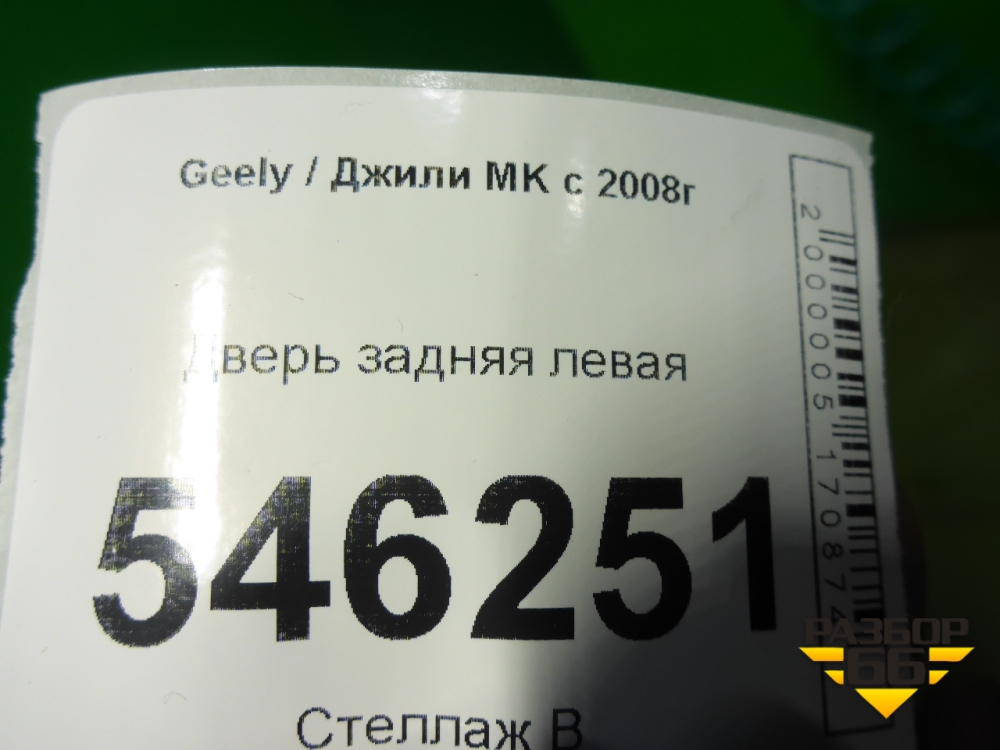 Geely / Джили МК с 2008г
Дверь задняя левая
546251
Стеллаж В
2000005170874
РАЗБОР
66